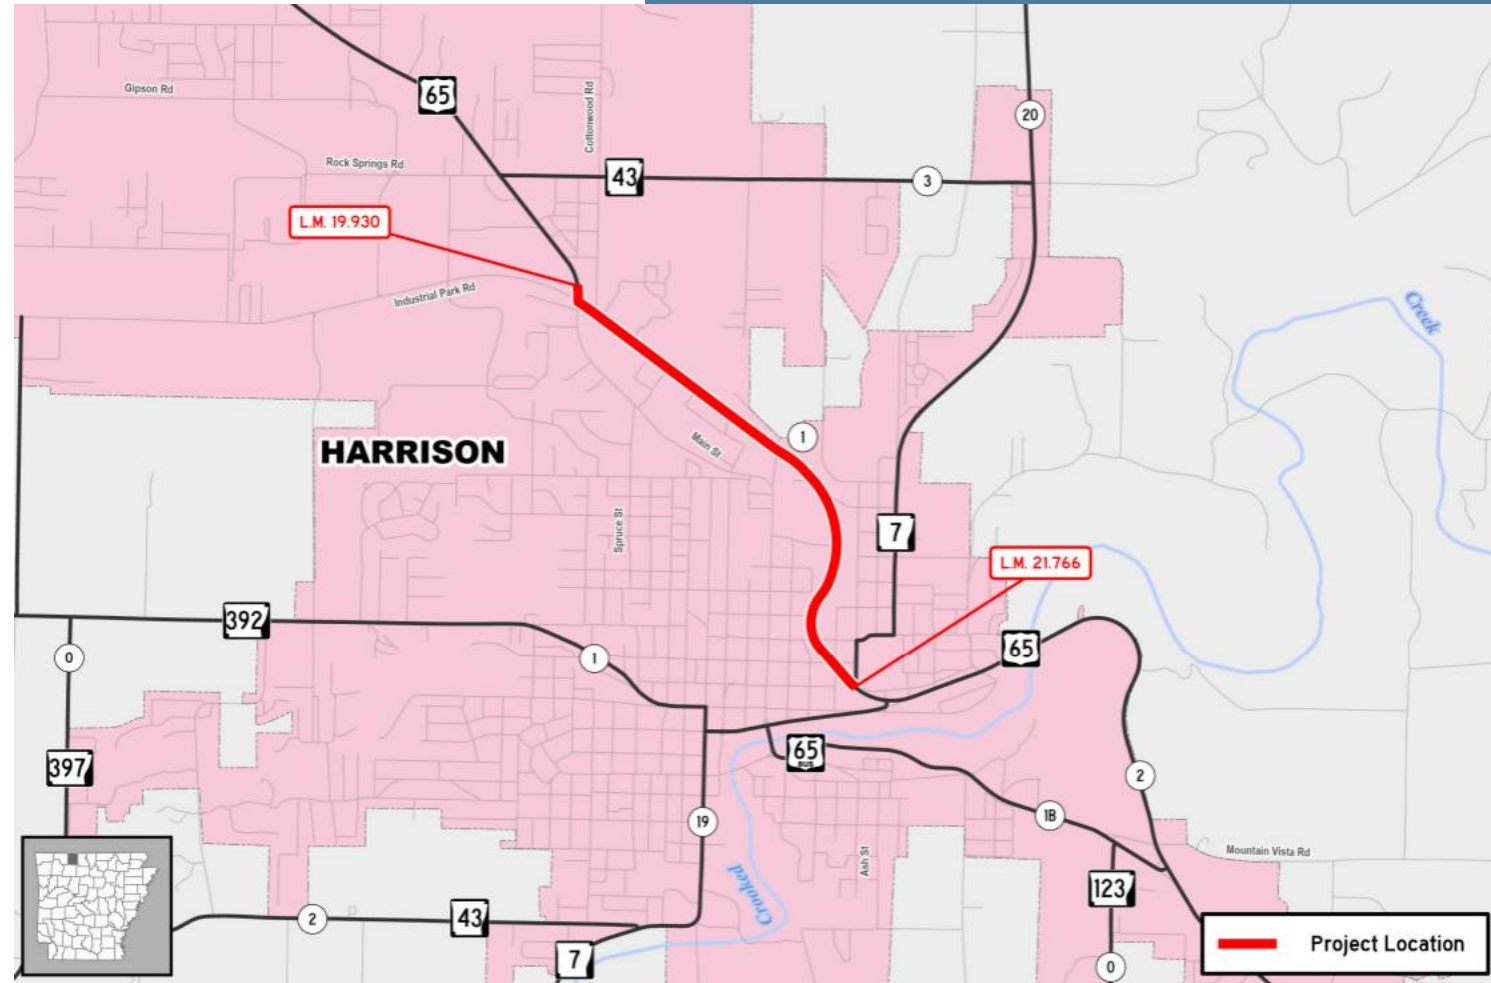 Gipson Rd
65
Cottonwood Rd
20
Rock Springs Rd
43
3
L.M. 19.930
Industrial Park Rd
Creek
HARRISON
Main St
1
Spruce St
7
L.M. 21.766
392
1
65
0
397
65
BUS
2
19
1B
Ash St
Mountain Vista Rd
Crooked
123
2
43
7
0
Project Location